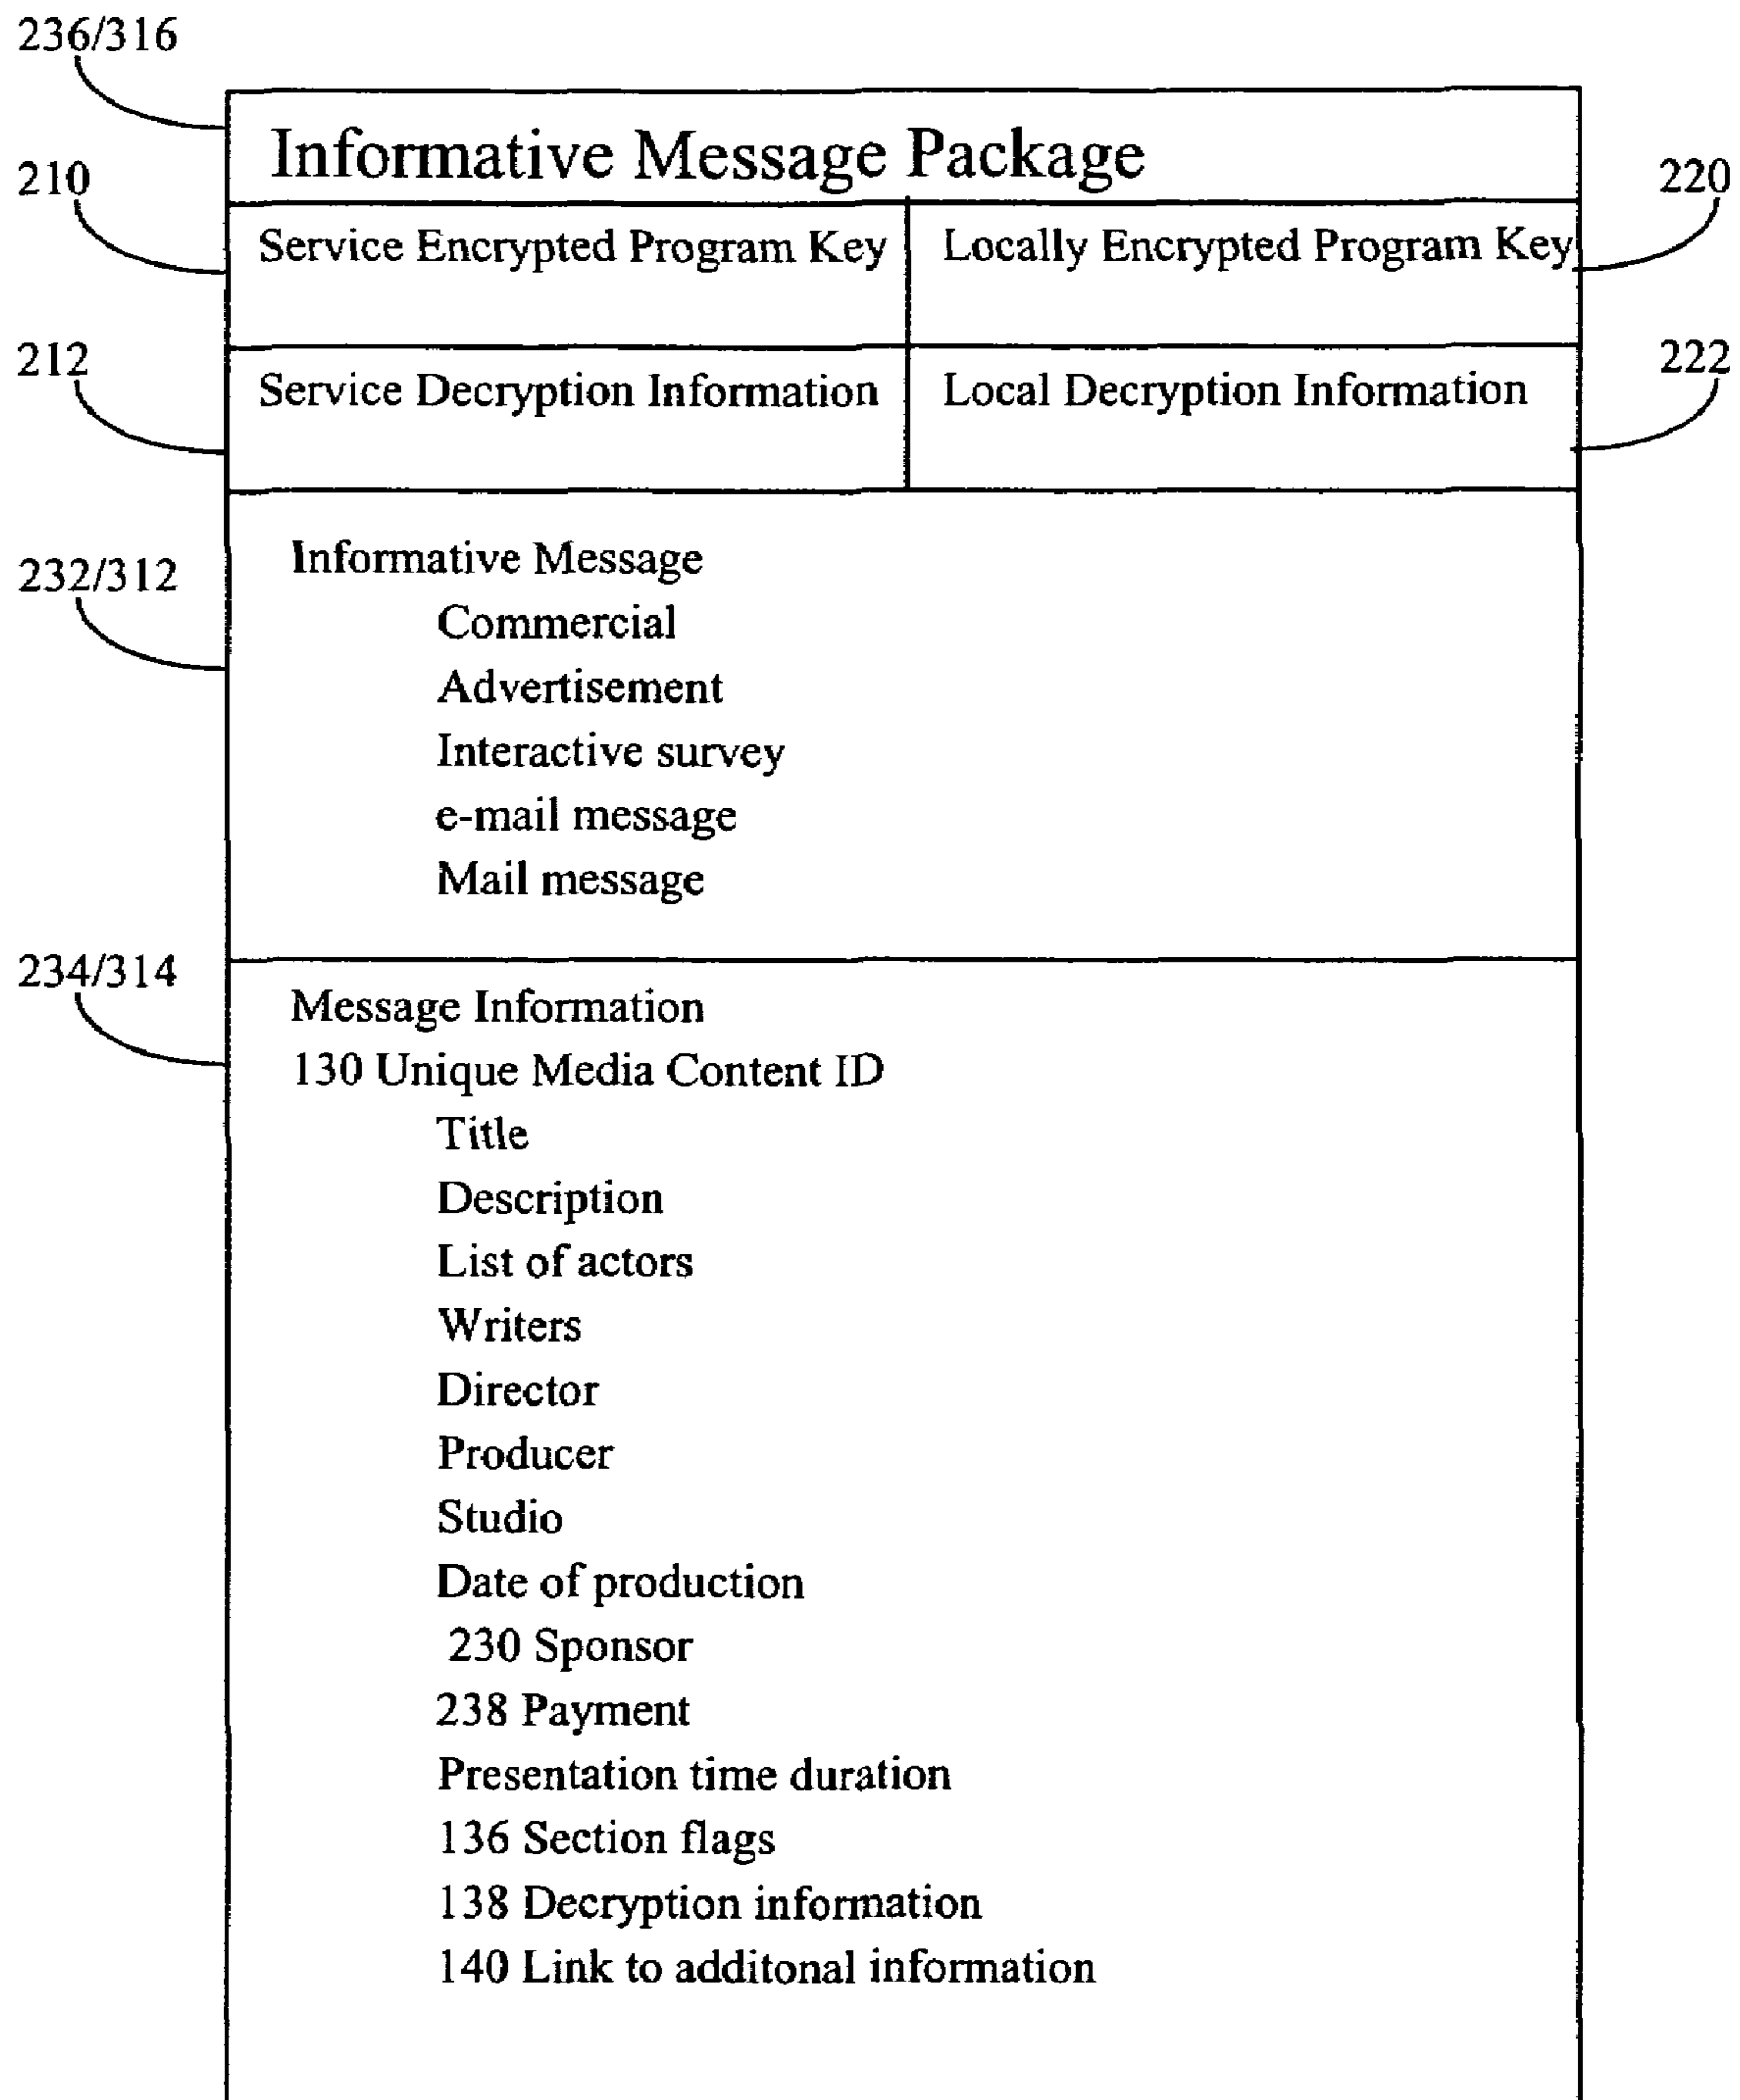 236/316
Informative Message Package
210
220
Service Encrypted Program Key
Locally Encrypted Program Key
212
222
Service Decryption Information
Local Decryption Information
232/312
Informative Message
Commercial
Advertisement
Interactive survey
e-mail message
Mail message
234/314
Message Information
130 Unique Media Content ID
Title
Description
List of actors
Writers
Director
Producer
Studio
Date of production
230 Sponsor
238 Payment
Presentation time duration
136 Section flags
138 Decryption information
140 Link to additonal information